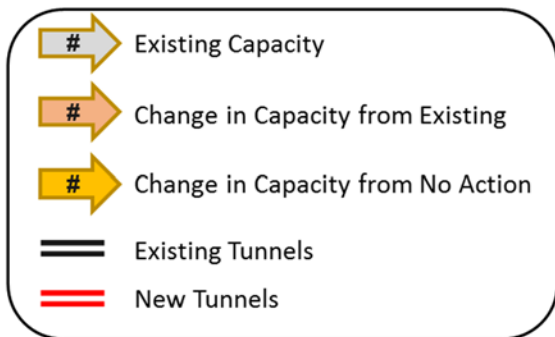 # Existing Capacity
# Change in Capacity from Existing
# Change in Capacity from No Action
Existing Tunnels
New Tunnels